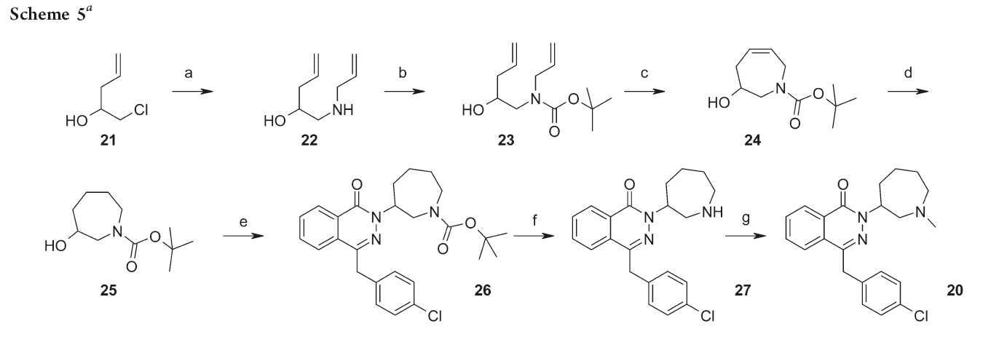 Scheme 5a
a b c d
HO Cl HO NH HO N O O HO N O O
21 22 23 24
e f g
HO N O O O N N N O O Cl O N N NH Cl O N N N Cl
25 26 27 20